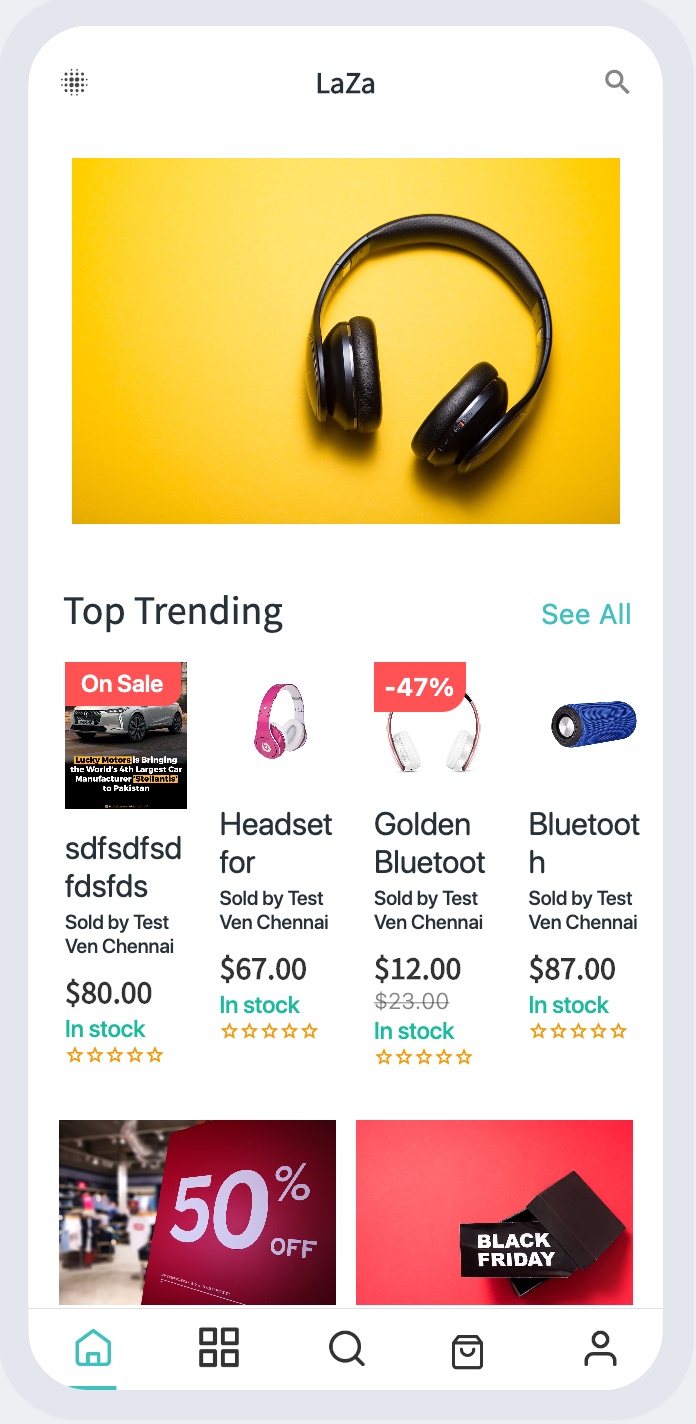 LaZa
Top Trending
See All
On Sale
Lucky Motors is Bringing
the World's 4th Largest Car
Manufacturer 'Stellantis'
to Pakistan
sdfsdfsd
fdsfds
Sold by Test
Ven Chennai
$80.00
In stock
Headset
for
Sold by Test
Ven Chennai
$67.00
In stock
-47%
Golden
Bluetoot
Sold by Test
Ven Chennai
$12.00
$23.00
In stock
Bluetoot
h
Sold by Test
Ven Chennai
$87.00
In stock
50%
OFF
BLACK
FRIDAY